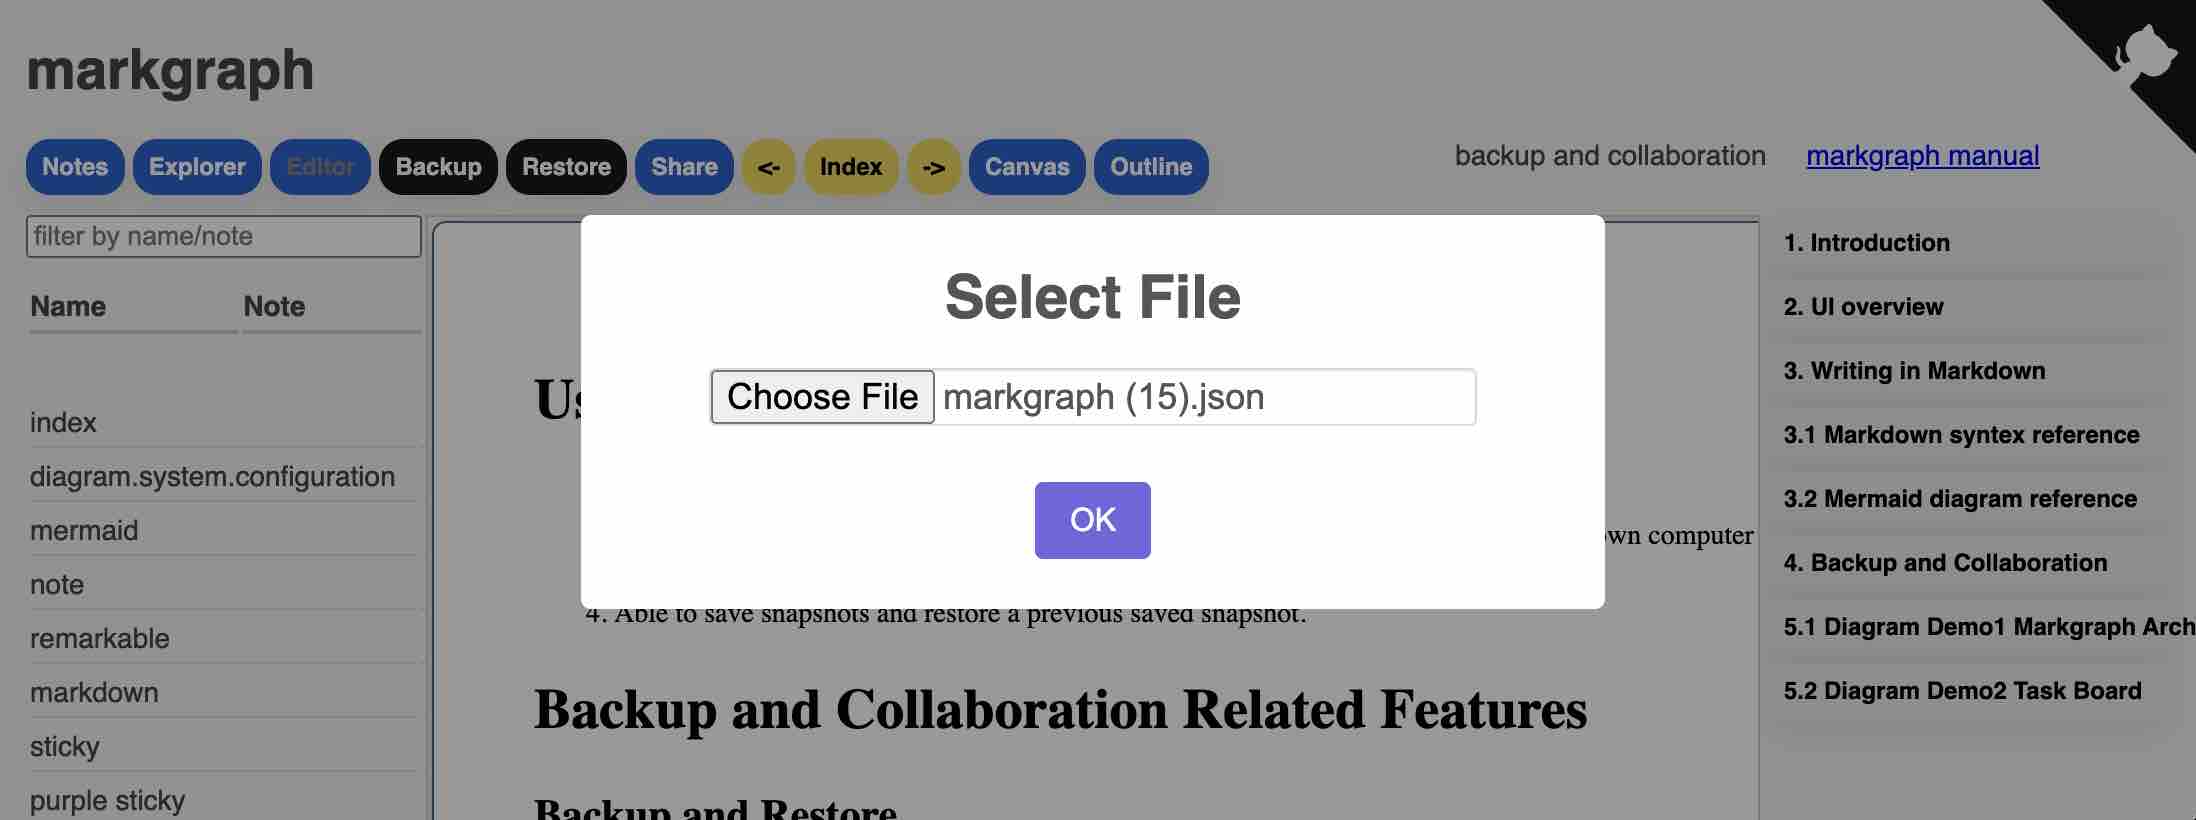 markgraph
Notes Explorer Editor Backup Restore Share <- Index -> Canvas Outline
backup and collaboration markgraph manual
filter by name/note
Name Note
index
diagram.system.configuration
mermaid
note
remarkable
markdown
sticky
purple sticky
Select File
Choose File markgraph (15).json
OK
own computer
4. Able to save snapshots and restore a previous saved snapshot.
Backup and Collaboration Related Features
Backup and Restore
1. Introduction
2. UI overview
3. Writing in Markdown
3.1 Markdown syntex reference
3.2 Mermaid diagram reference
4. Backup and Collaboration
5.1 Diagram Demo1 Markgraph Arch
5.2 Diagram Demo2 Task Board